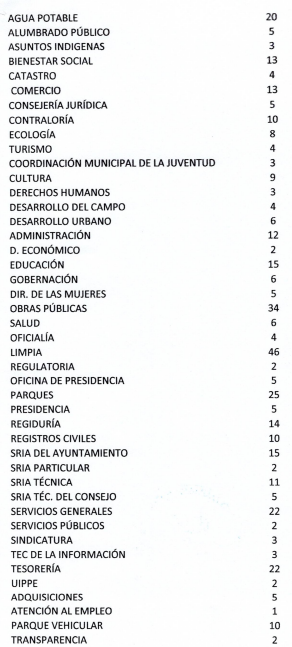 AGUA POTABLE 20
ALUMBRADO PÚBLICO 5
ASUNTOS INDIGENAS 3
BIENESTAR SOCIAL 13
CATASTRO 4
COMERCIO 13
CONSEJERÍA JURÍDICA 5
CONTRALORÍA 10
ECOLOGÍA 8
TURISMO 4
COORDINACIÓN MUNICIPAL DE LA JUVENTUD 3
CULTURA 9
DERECHOS HUMANOS 3
DESARROLLO DEL CAMPO 4
DESARROLLO URBANO 6
ADMINISTRACIÓN 12
D. ECONÓMICO 2
EDUCACIÓN 15
GOBERNACIÓN 6
DIR. DE LAS MUJERES 5
OBRAS PÚBLICAS 34
SALUD 6
OFICIALÍA 4
LIMPIA 46
REGULATORIA 2
OFICINA DE PRESIDENCIA 5
PARQUES 25
PRESIDENCIA 5
REGIDURÍA 14
REGISTROS CIVILES 10
SRIA DEL AYUNTAMIENTO 15
SRIA PARTICULAR 2
SRIA TÉCNICA 11
SRIA TÉC. DEL CONSEJO 5
SERVICIOS GENERALES 22
SERVICIOS PÚBLICOS 2
SINDICATURA 3
TEC DE LA INFORMACIÓN 3
TESORERÍA 22
UIPPE 2
ADQUISICIONES 5
ATENCIÓN AL EMPLEO 1
PARQUE VEHICULAR 10
TRANSPARENCIA 2